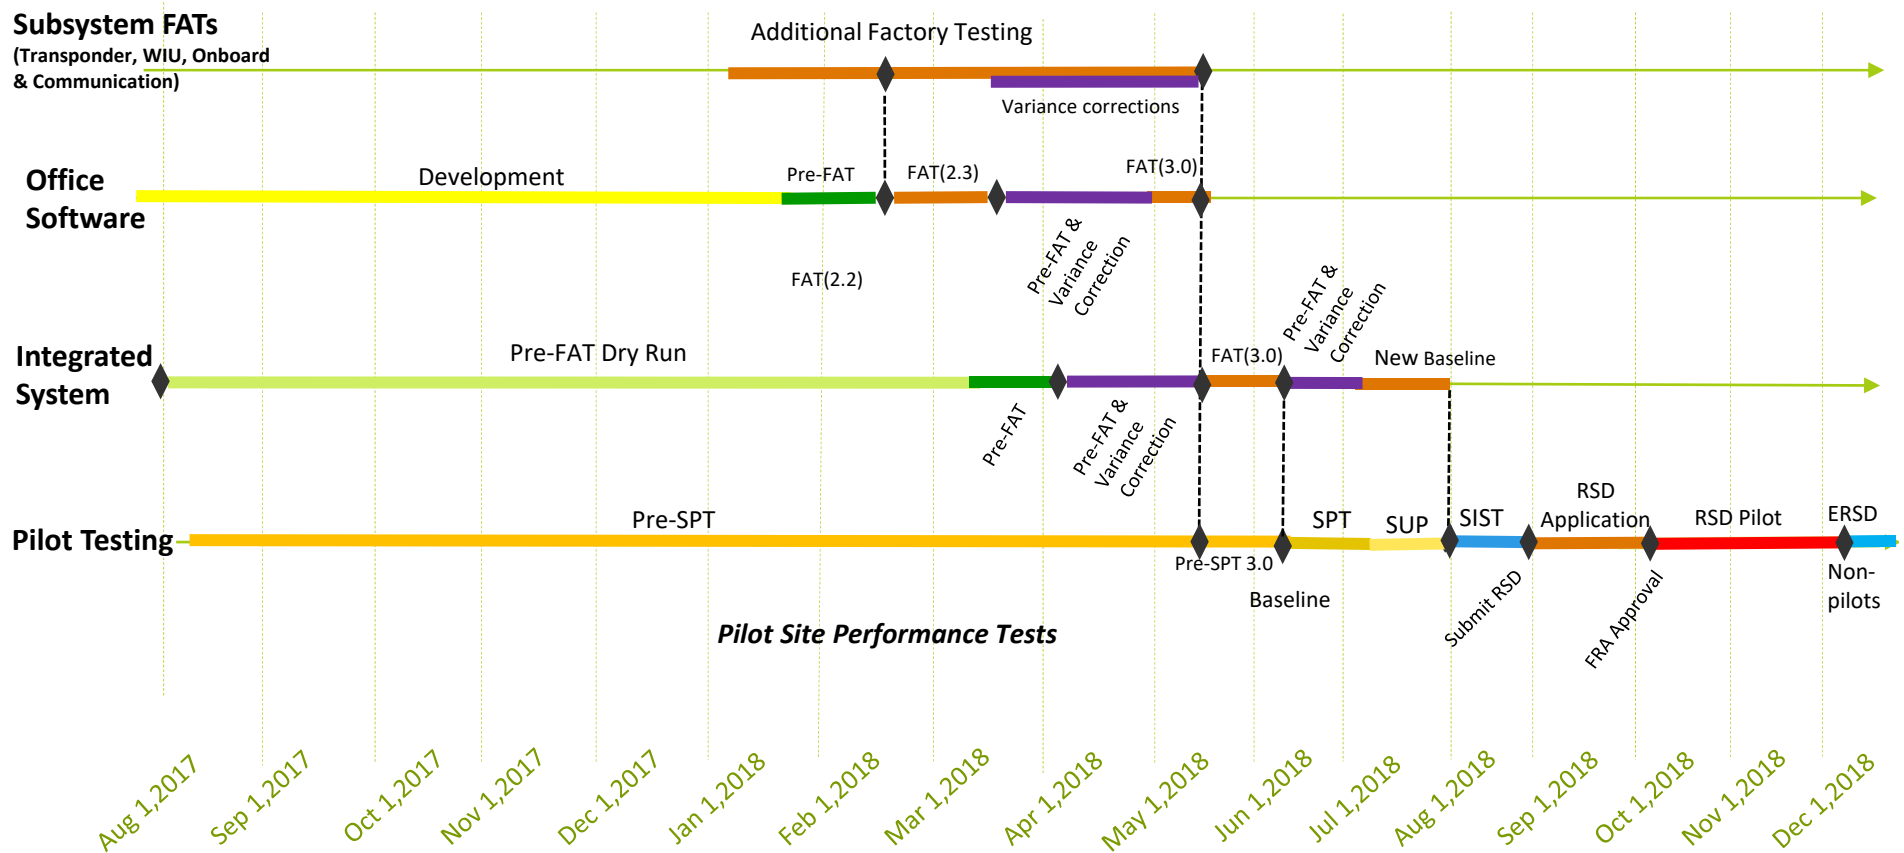 Subsystem FATs
(Transponder, WIU, Onboard
& Communication)
Additional Factory Testing
Variance corrections
Office
Software
Development
Pre-FAT
FAT(2.3)
FAT(3.0)
Pre-FAT &
Variance
Correction
FAT(2.2)
Integrated
System
Pre-FAT Dry Run
Pre-FAT
Pre-FAT &
Variance
Correction
FAT(3.0)
Pre-FAT &
Variance
Correction
New Baseline
Pilot Testing
Pre-SPT
Pre-SPT 3.0
Baseline
SPT
SUP
SIST
Submit RSD
RSD
Application
FRA Approval
RSD Pilot
ERSD
Non-
pilots
Pilot Site Performance Tests
Aug 1,2017
Sep 1,2017
Oct 1,2017
Nov 1,2017
Dec 1,2017
Jan 1,2018
Feb 1,2018
Mar 1,2018
Apr 1,2018
May 1,2018
Jun 1,2018
Jul 1,2018
Aug 1,2018
Sep 1,2018
Oct 1,2018
Nov 1,2018
Dec 1,2018